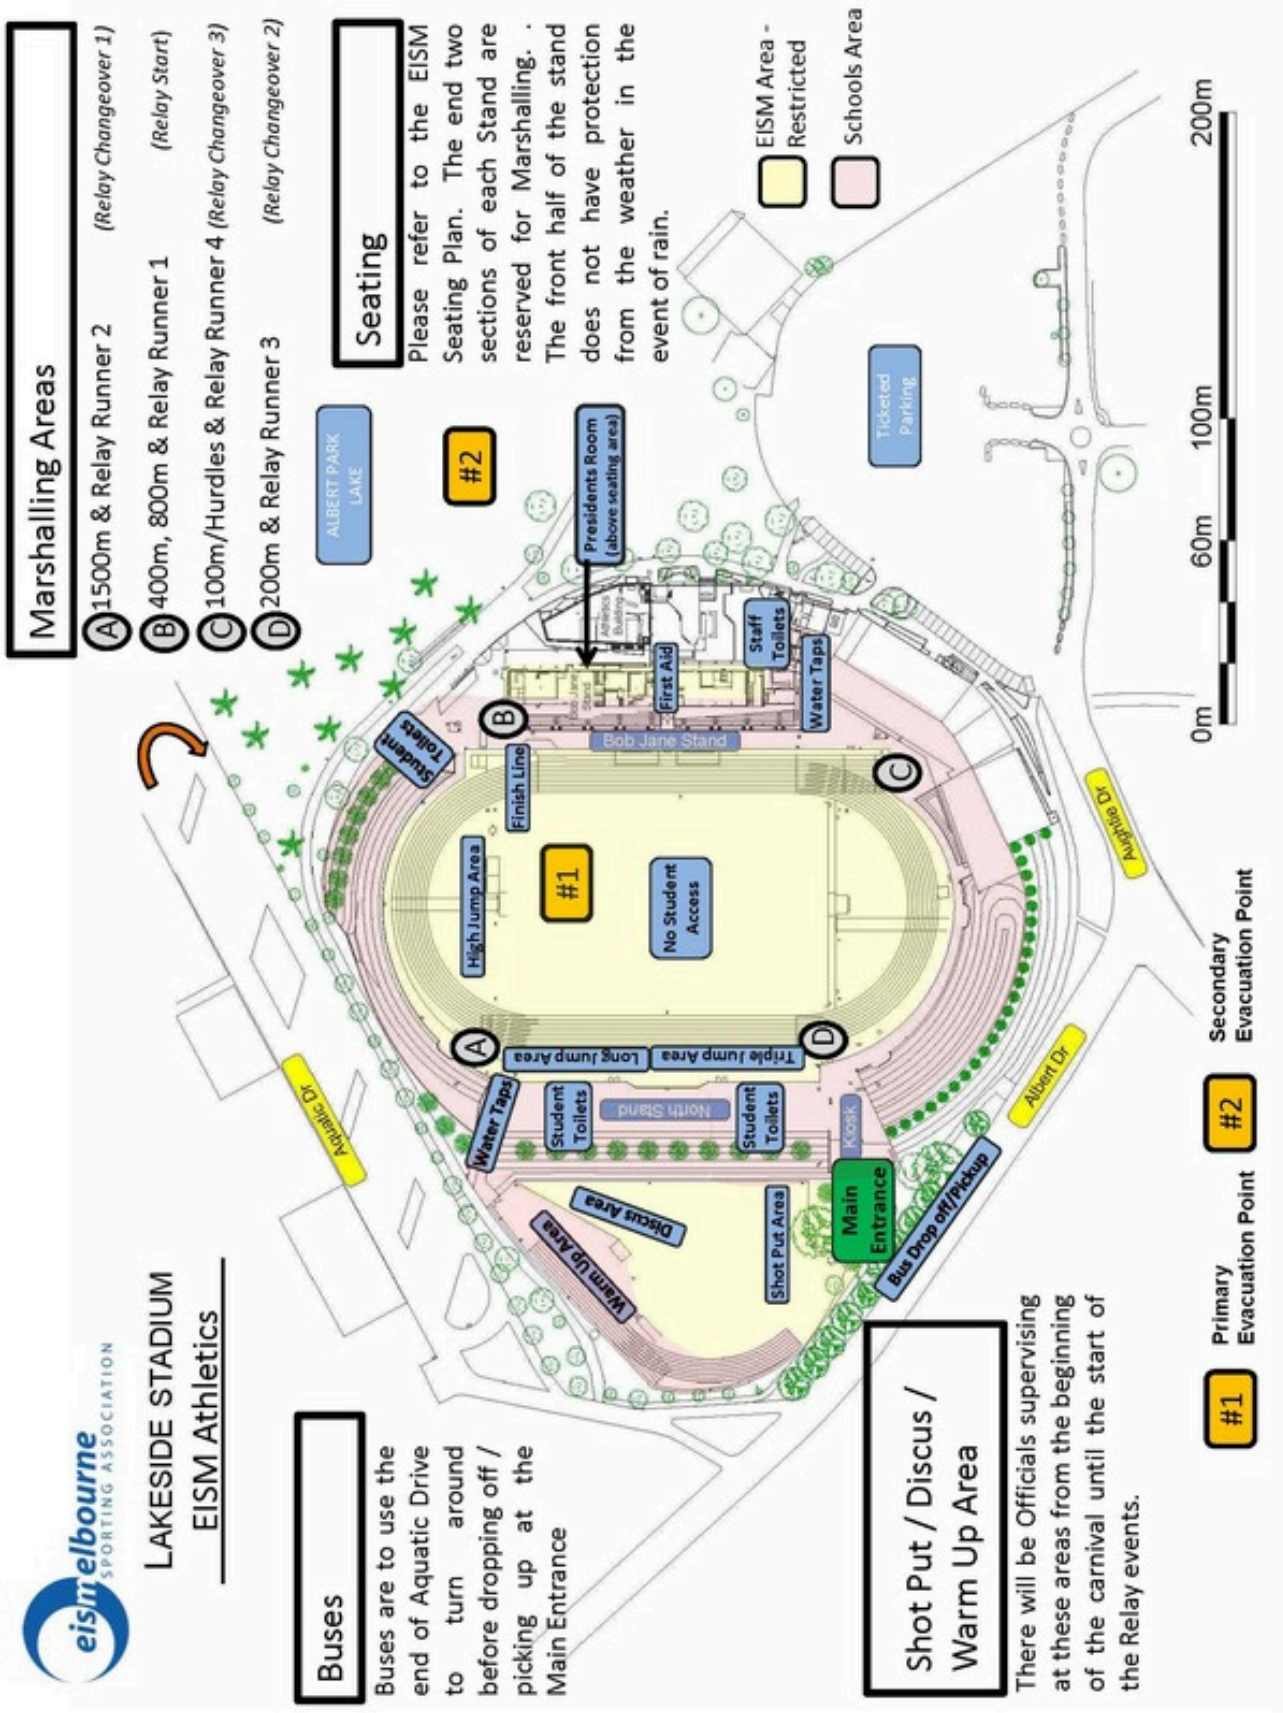 eismelbourne
SPORTING ASSOCIATION
LAKESIDE STADIUM
EISM Athletics
Marshalling Areas
A 1500m & Relay Runner 2 (Relay Changeover 1)
B 400m, 800m & Relay Runner 1 (Relay Start)
C 100m/Hurdles & Relay Runner 4 (Relay Changeover 3)
D 200m & Relay Runner 3 (Relay Changeover 2)
Buses
Buses are to use the
end of Aquatic Drive
to turn around
before dropping off /
picking up at the
Main Entrance
Seating
Please refer to the EISM
Seating Plan. The end two
sections of each Stand are
reserved for Marshalling. .
The front half of the stand
does not have protection
from the weather in the
event of rain.
EISM Area -
Restricted
Schools Area
ALBERT PARK
LAKE
#2
Presidents Room
(above seating area)
Ticketed
Parking
Aquatic Dr
Student
Toilets
B
Finish Line
High Jump Area
#1
No Student
Access
Athletics
Building
Bob Jane
Stand
First Aid
Staff
Toilets
Water Taps
Bob Jane Stand
C
A
Long Jump Area
Triple Jump Area
D
Water Taps
Student
Toilets
North Stand
Student
Toilets
Kiosk
Discus Area
Warm Up Area
Shot Put Area
Main
Entrance
Bus Drop off/Pickup
Albert Dr
Aughtie Dr
0m 60m 100m 200m
Shot Put / Discus /
Warm Up Area
There will be Officials supervising
at these areas from the beginning
of the carnival until the start of
the Relay events.
#1
Primary
Evacuation Point
#2
Secondary
Evacuation Point